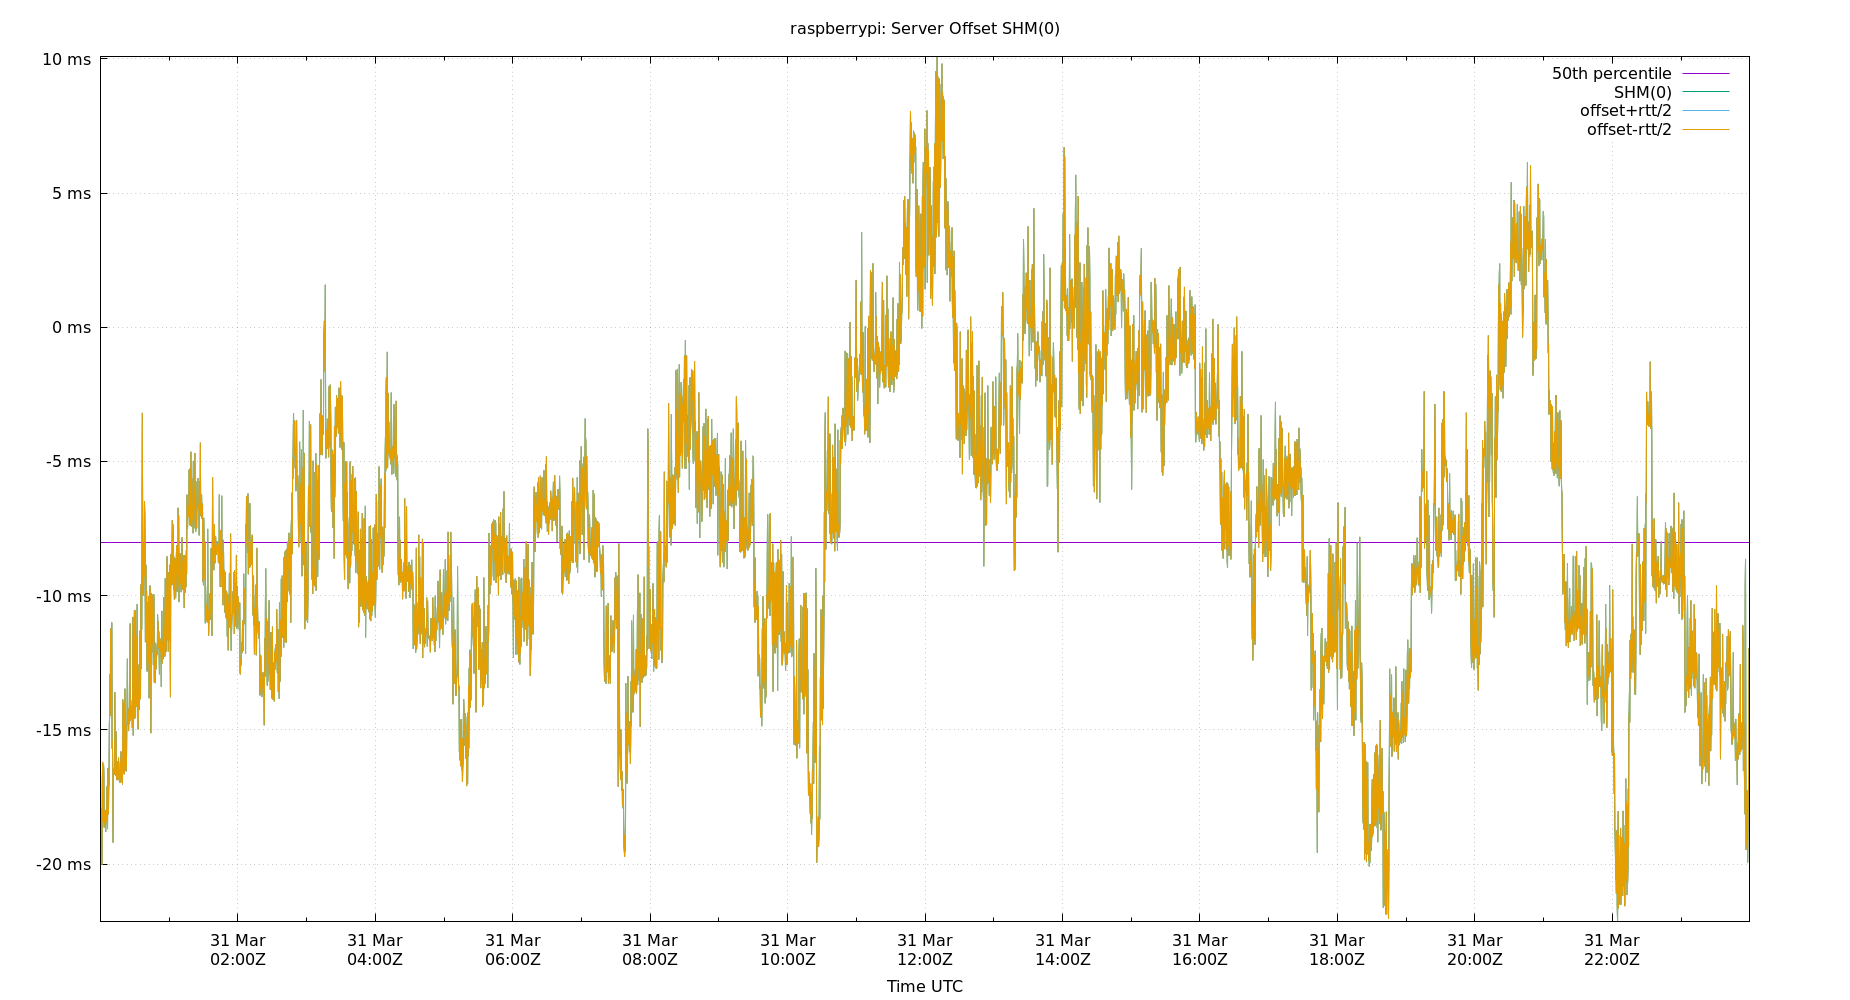 raspberrypi: Server Offset SHM(0)
10 ms
5 ms
0 ms
-5 ms
-10 ms
-15 ms
-20 ms
50th percentile
SHM(0)
offset+rtt/2
offset-rtt/2
31 Mar 31 Mar 31 Mar 31 Mar 31 Mar 31 Mar 31 Mar 31 Mar 31 Mar 31 Mar 31 Mar
02:00Z 04:00Z 06:00Z 08:00Z 10:00Z 12:00Z 14:00Z 16:00Z 18:00Z 20:00Z 22:00Z
Time UTC